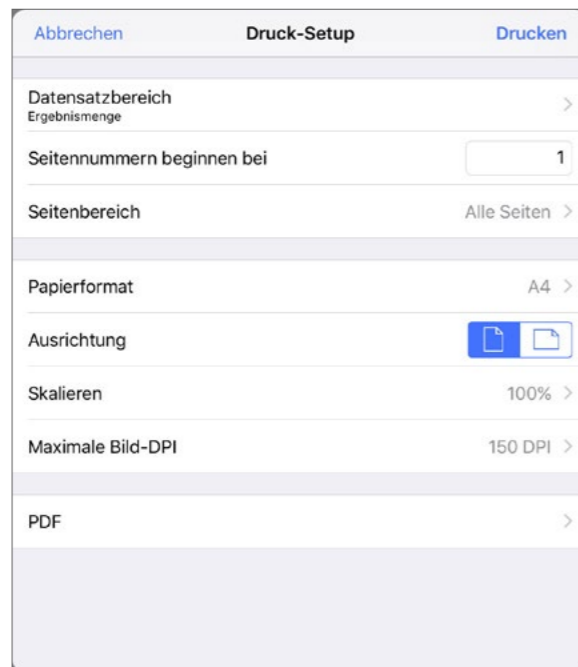 Abbrechen Druck-Setup Drucken
Datensatzbereich
Ergebnismenge
Seitennummern beginnen bei 1
Seitenbereich Alle Seiten
Papierformat A4
Ausrichtung
Skalieren 100%
Maximale Bild-DPI 150 DPI
PDF